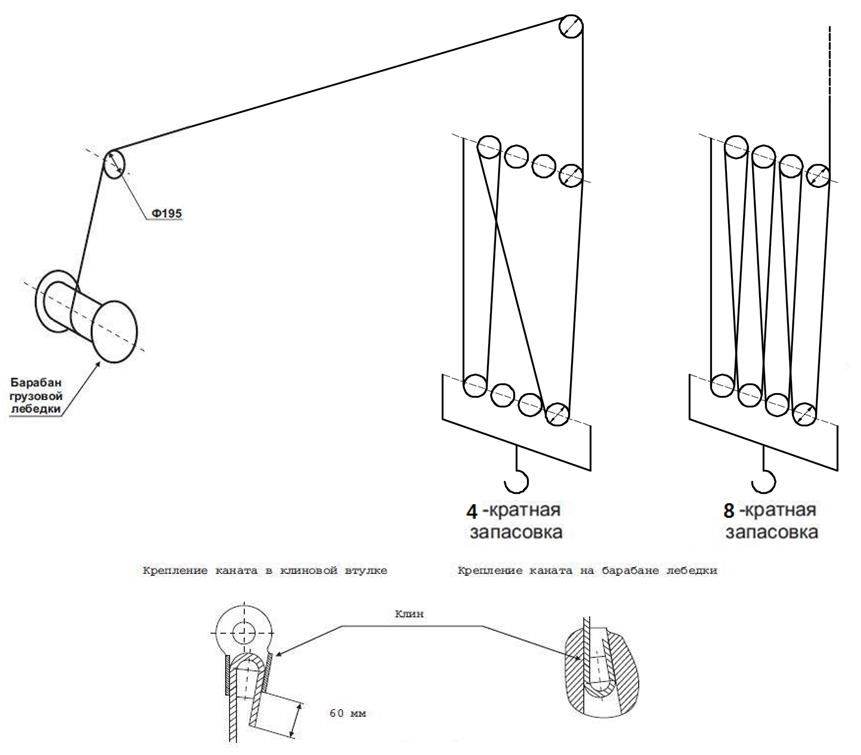 Ф195
Барабан
грузовой
лебедки
4 -кратная
запасовка
8 -кратная
запасовка
Крепление каната в клиновой втулке
Крепление каната на барабане лебедки
Клин
60 мм